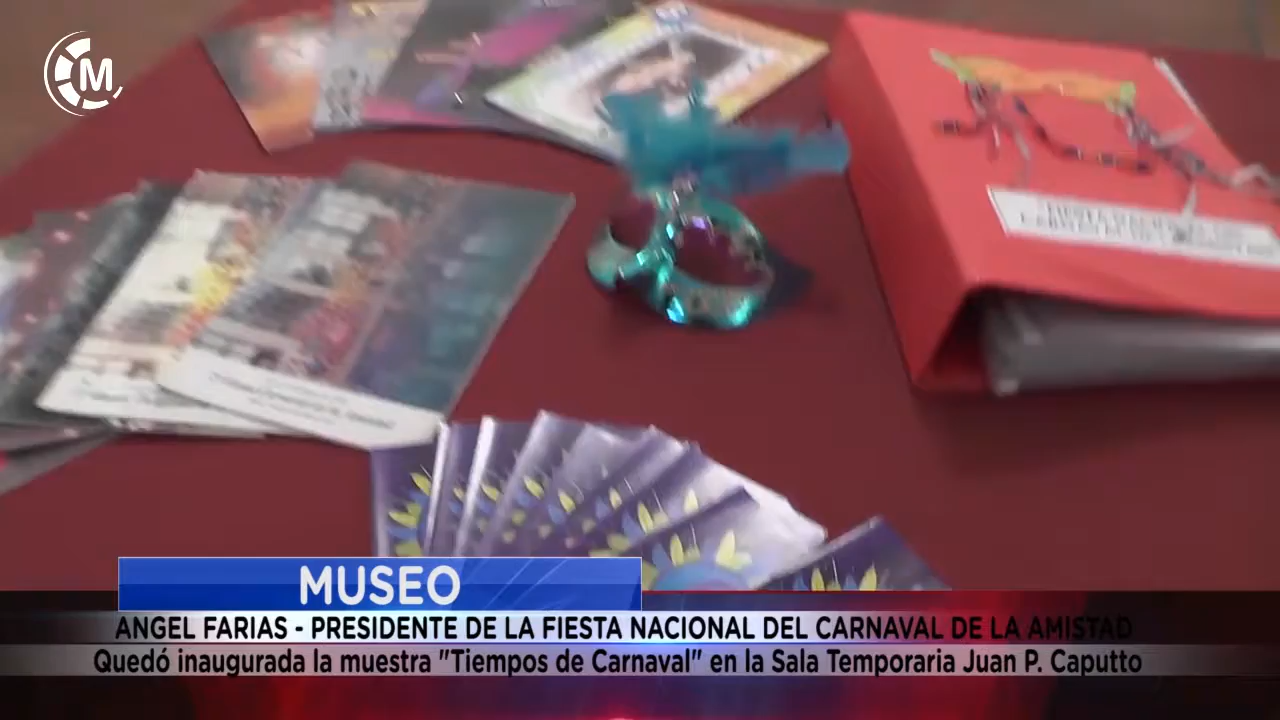 M
MUSEO
ANGEL FARIAS - PRESIDENTE DE LA FIESTA NACIONAL DEL CARNAVAL DE LA AMISTAD
Quedó inaugurada la muestra "Tiempos de Carnaval" en la Sala Temporaria Juan P. Caputto